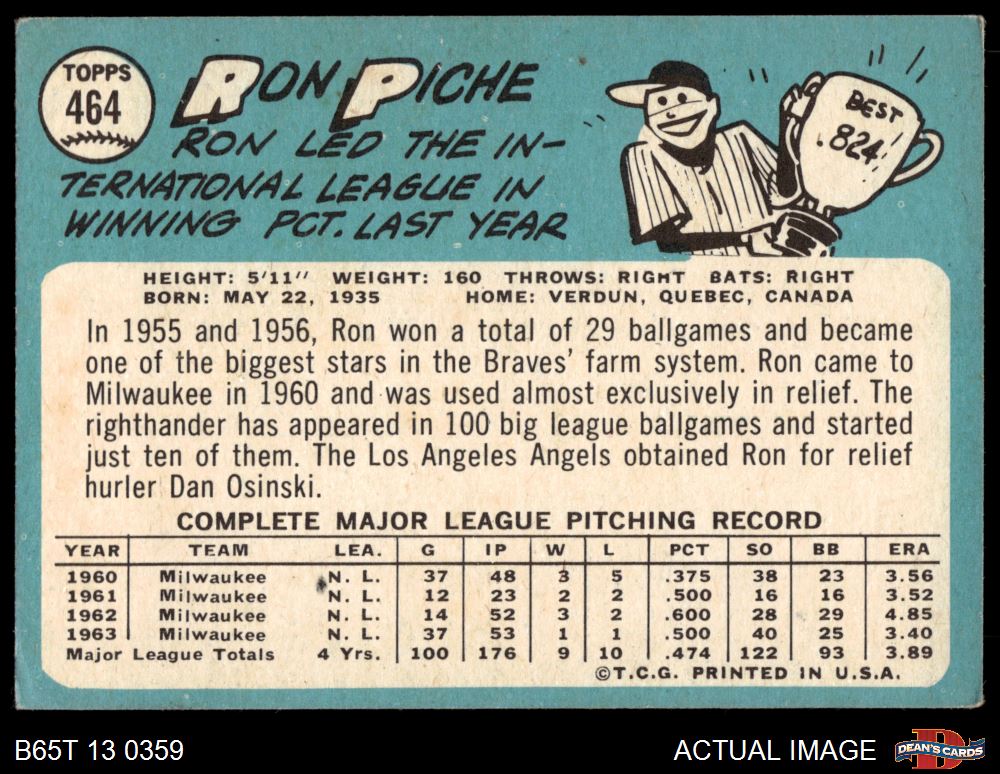 TOPPS
464
RON PICHE
RON LED THE IN-
TERNATIONAL LEAGUE IN
WINNING PCT. LAST YEAR
BEST
.824
HEIGHT: 5'11" WEIGHT: 160 THROWS: RIGHT BATS: RIGHT
BORN: MAY 22, 1935 HOME: VERDUN, QUEBEC, CANADA
In 1955 and 1956, Ron won a total of 29 ballgames and became
one of the biggest stars in the Braves' farm system. Ron came to
Milwaukee in 1960 and was used almost exclusively in relief. The
righthander has appeared in 100 big league ballgames and started
just ten of them. The Los Angeles Angels obtained Ron for relief
hurler Dan Osinski.
COMPLETE MAJOR LEAGUE PITCHING RECORD
YEAR TEAM LEA. G IP W L PCT SO BB ERA
1960 Milwaukee N. L. 37 48 3 5 .375 38 23 3.56
1961 Milwaukee N. L. 12 23 2 2 .500 16 16 3.52
1962 Milwaukee N. L. 14 52 3 2 .600 28 29 4.85
1963 Milwaukee N. L. 37 53 1 1 .500 40 25 3.40
Major League Totals 4 Yrs. 100 176 9 10 .474 122 93 3.89
©T.C.G. PRINTED IN U.S.A.
B65T 13 0359
ACTUAL IMAGE
DEAN'S CARDS